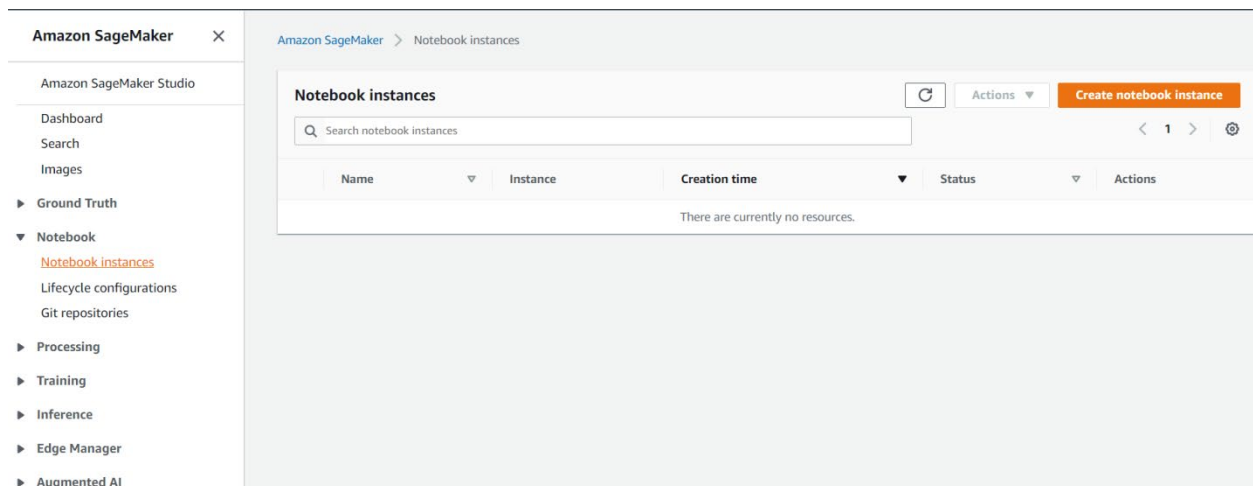 Amazon SageMaker
Amazon SageMaker Studio
Dashboard
Search
Images
Ground Truth
Notebook
Notebook instances
Lifecycle configurations
Git repositories
Processing
Training
Inference
Edge Manager
Augmented AI
Amazon SageMaker > Notebook instances
Notebook instances
Actions
Create notebook instance
Search notebook instances
< 1 >
Name Instance Creation time Status Actions
There are currently no resources.